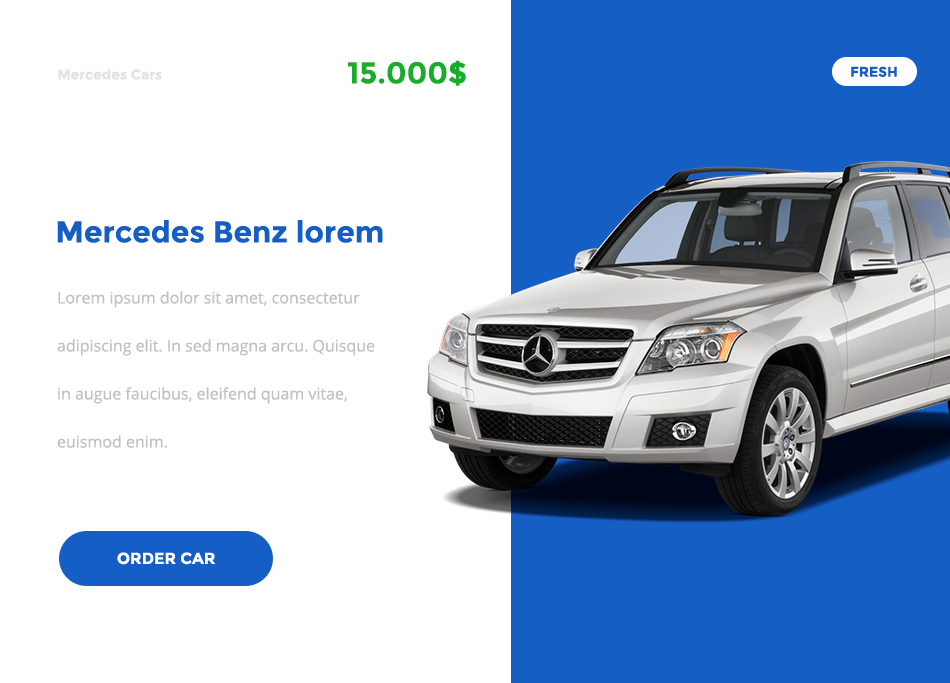 Mercedes Cars
15.000$
FRESH
Mercedes Benz lorem
Lorem ipsum dolor sit amet, consectetur
adipiscing elit. In sed magna arcu. Quisque
in augue faucibus, eleifend quam vitae,
euismod enim.
ORDER CAR